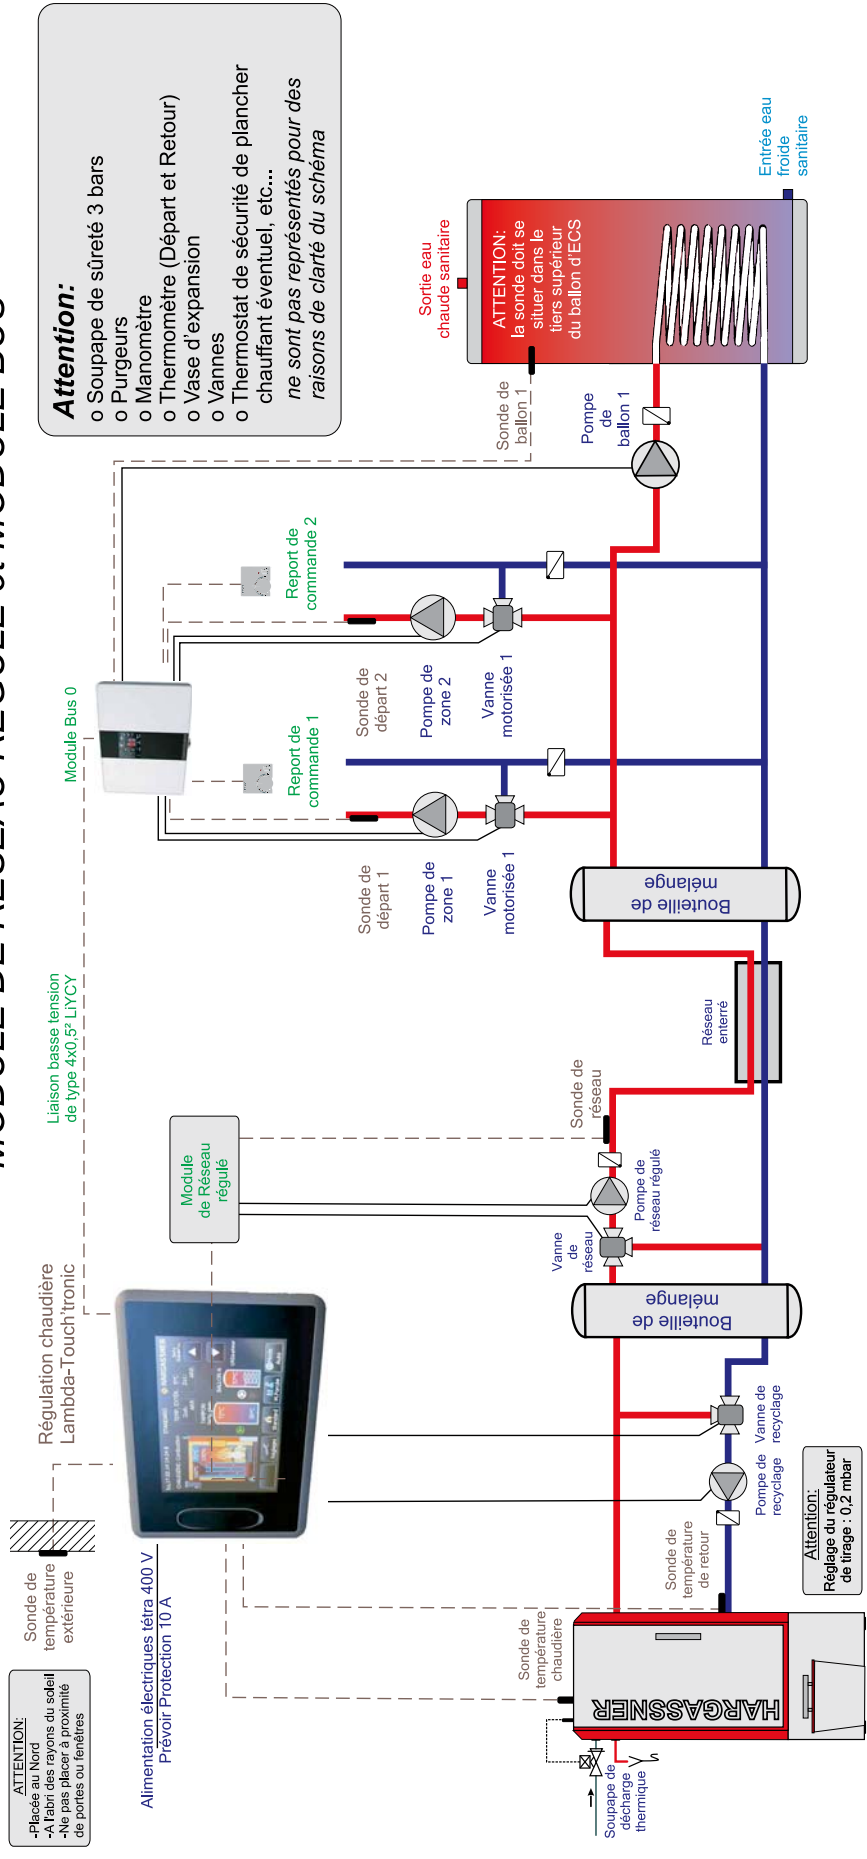 Attention:
o Soupape de sûreté 3 bars
o Purgeurs
o Manomètre
o Thermomètre (Départ et Retour)
o Vase d'expansion
o Vannes
o Thermostat de sécurité de plancher
chauffant éventuel, etc...
ne sont pas représentés pour des
raisons de clarté du schéma
ATTENTION:
-Placée au Nord
-A l'abri des rayons du soleil
-Ne pas placer à proximité
de portes ou fenêtres
Sonde de
température
extérieure
Régulation chaudière
Lambda-Touch'tronic
Liaison basse tension
de type 4x0,5² LiYCY
Module Bus 0
Alimentation électriques tétra 400 V
Prévoir Protection 10 A
HARGASSNER
Module
de Réseau
régulé
Report de
commande 1
Report de
commande 2
Sonde de
départ 1
Pompe de
zone 1
Vanne
motorisée 1
Sonde de
départ 2
Pompe de
zone 2
Vanne
motorisée 1
Sonde de
ballon 1
Pompe
de
ballon 1
Sortie eau
chaude sanitaire
ATTENTION:
la sonde doit se
situer dans le
tiers supérieur
du ballon d'ECS
Entrée eau
froide
sanitaire
Sonde de
température
chaudière
Soupape de
décharge
thermique
HARGASSNER
Sonde de
température
de retour
Pompe de
recyclage
Vanne de
recyclage
Attention:
Réglage du régulateur
de tirage : 0,2 mbar
Bouteille de
mélange
Vanne
de
réseau
Pompe de
réseau régulé
Sonde de
réseau
Réseau
enterré
Bouteille de
mélange